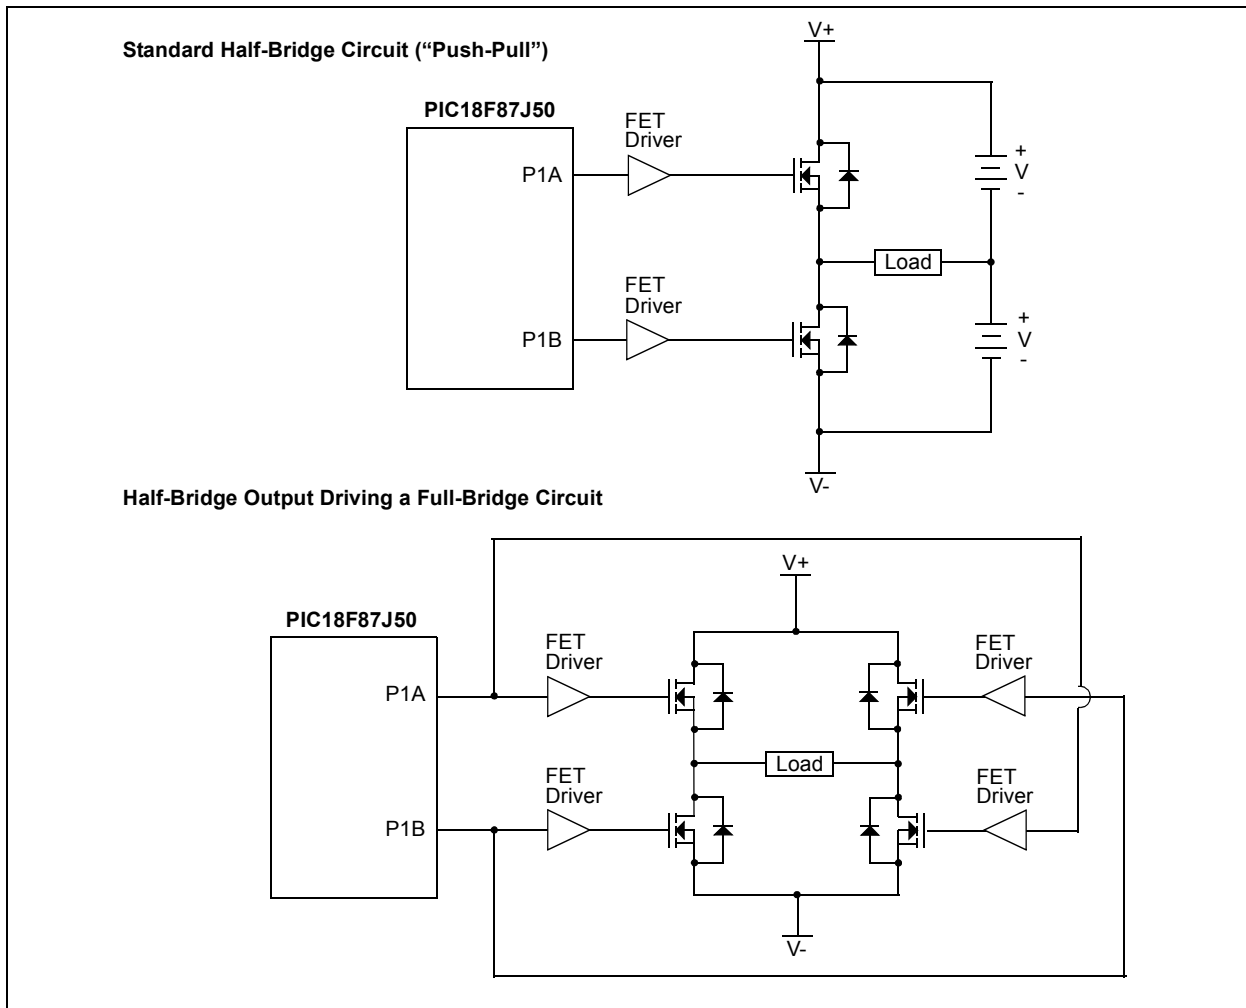 Standard Half-Bridge Circuit (“Push-Pull”)
V+
PIC18F87J50
FET
Driver
P1A
+
V
-
Load
FET
Driver
P1B
+
V
-
V-
Half-Bridge Output Driving a Full-Bridge Circuit
V+
PIC18F87J50
FET
Driver
FET
Driver
P1A
Load
FET
Driver
FET
Driver
P1B
V-